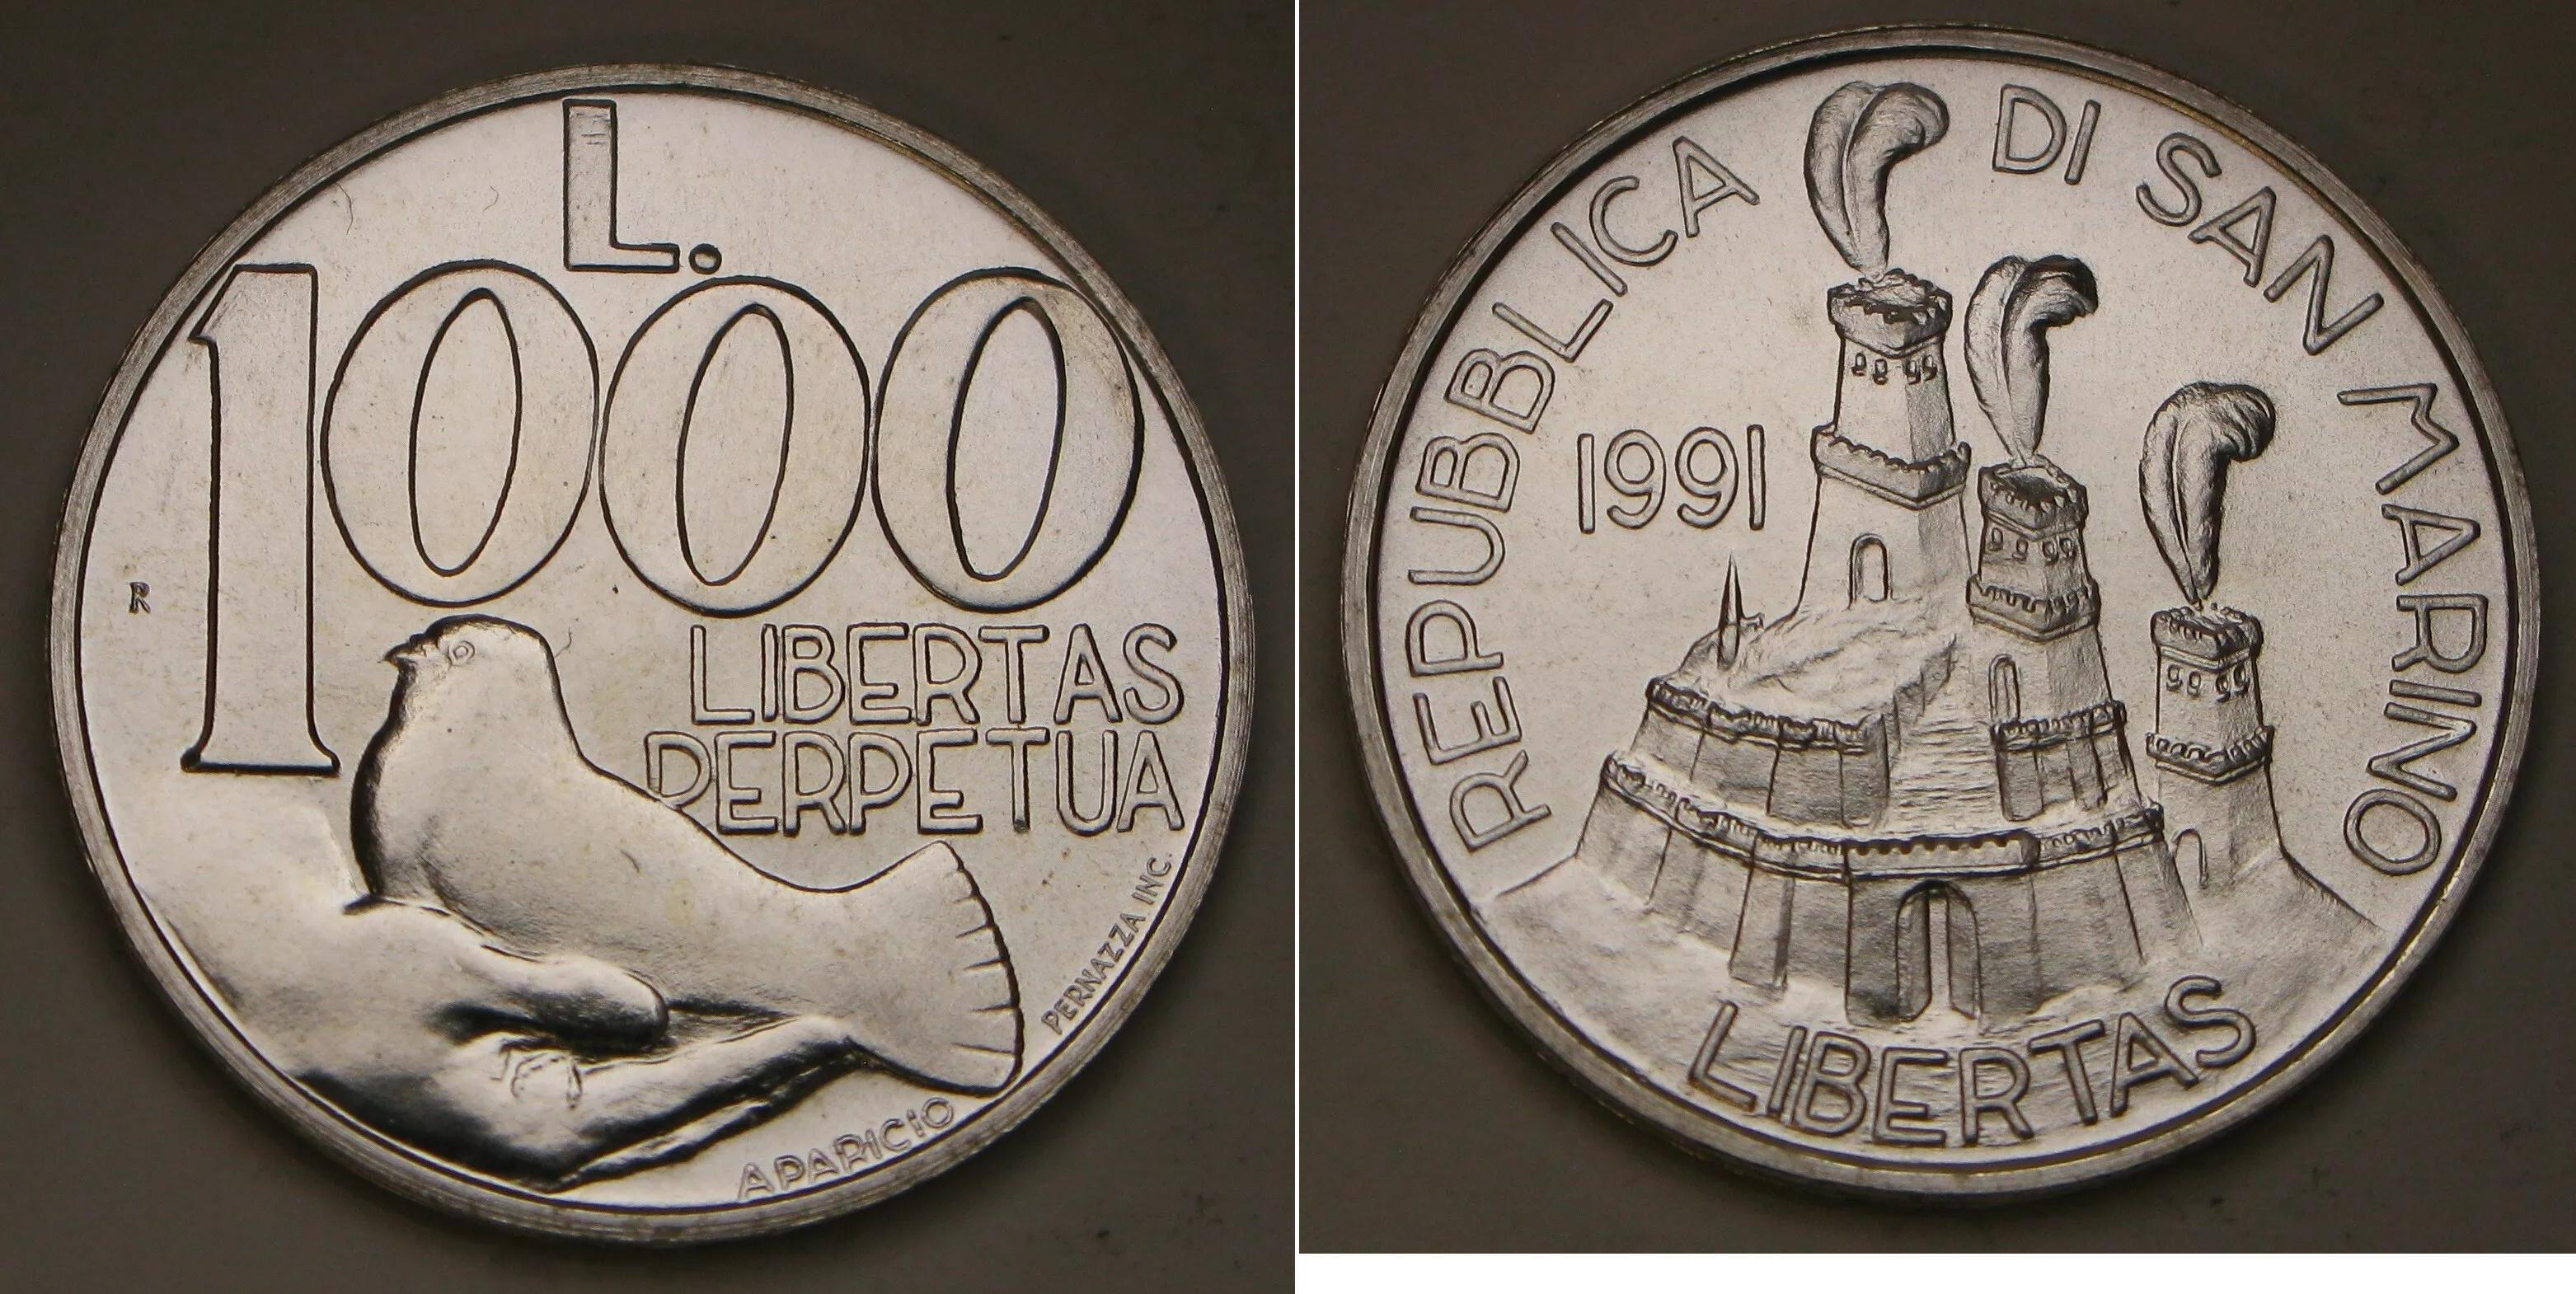 L.
1000
R
LIBERTAS
PERPETUA
PERNAZZA INC.
APARICIO
REPUBBLICA DI SAN MARINO
1991
LIBERTAS